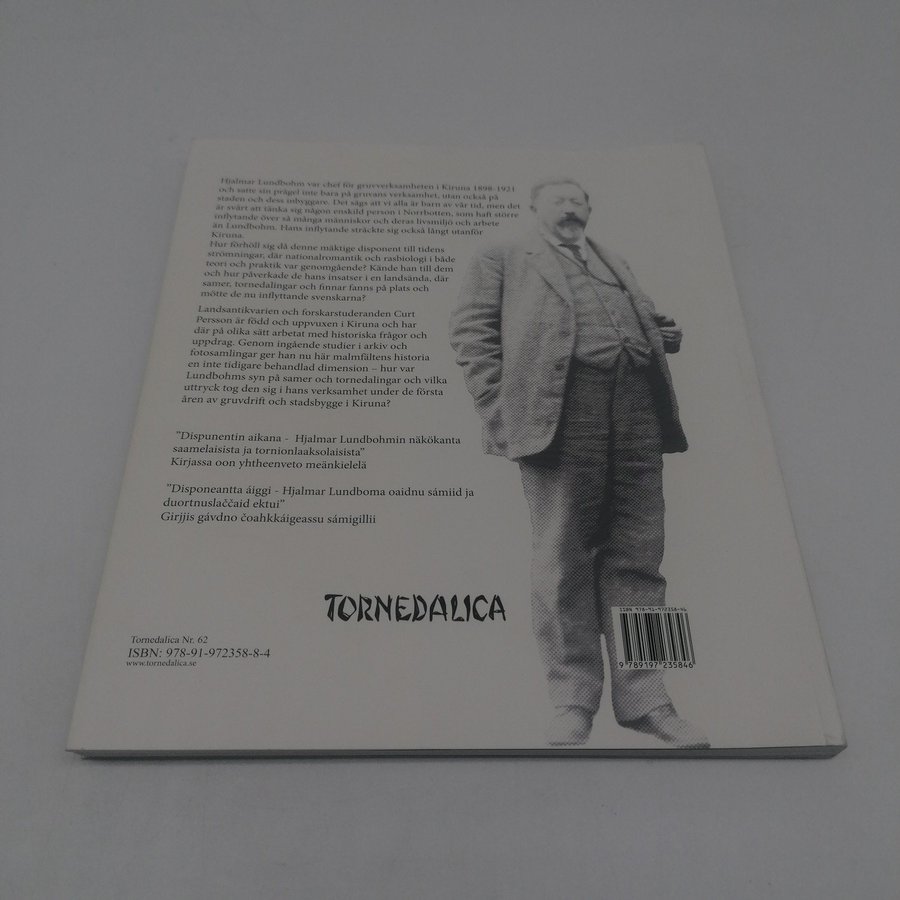 Hjalmar Lundbohm var chef för gruvverksamheten i Kiruna 1898-1921
och satte sin prägel inte bara på gruvans verksamhet, utan också på
staden och dess inbyggare. Det sägs att vi alla är barn av vår tid, men det
är svårt att tänka sig någon enskild person i Norrbotten, som haft större
inflytande över så många människor och deras livsmiljö och arbete
än Lundbohm. Hans inflytande sträckte sig också långt utanför
Kiruna.
Hur förhöll sig då denne mäktige disponent till tidens
strömningar, där nationalromantik och rasbiologi i både
teori och praktik var genomgående? Kände han till dem
och hur påverkade de hans insatser i en landsända, där
samer, tornedalingar och finnar fanns på plats och
mötte de nu inflyttande svenskarna?
Landsantikvarien och forskarstuderanden Curt
Persson är född och uppvuxen i Kiruna och har
där på olika sätt arbetat med historiska frågor och
uppdrag. Genom ingående studier i arkiv och
fotosamlingar ger han nu här malmfältens historia
en inte tidigare behandlad dimension – hur var
Lundbohms syn på samer och tornedalingar och vilka
uttryck tog den sig i hans verksamhet under de första
åren av gruvdrift och stadsbygge i Kiruna?
"Dispunentin aikana - Hjalmar Lundbohmin näkökanta
saamelaisista ja tornionlaaksolaisista"
Kirjassa oon yhtheenveto meänkielelä
"Disponeantta áiggi - Hjalmar Lundboma oaidnu sámiid ja
duortnuslaččaid ektui"
Girjjis gávdno čoahkkáigeassu sámigillii
TORNEDALICA
Tornedalica Nr. 62
ISBN: 978-91-972358-8-4
www.tornedalica.se
ISBN 978-91-972358-46
9 789197 235846